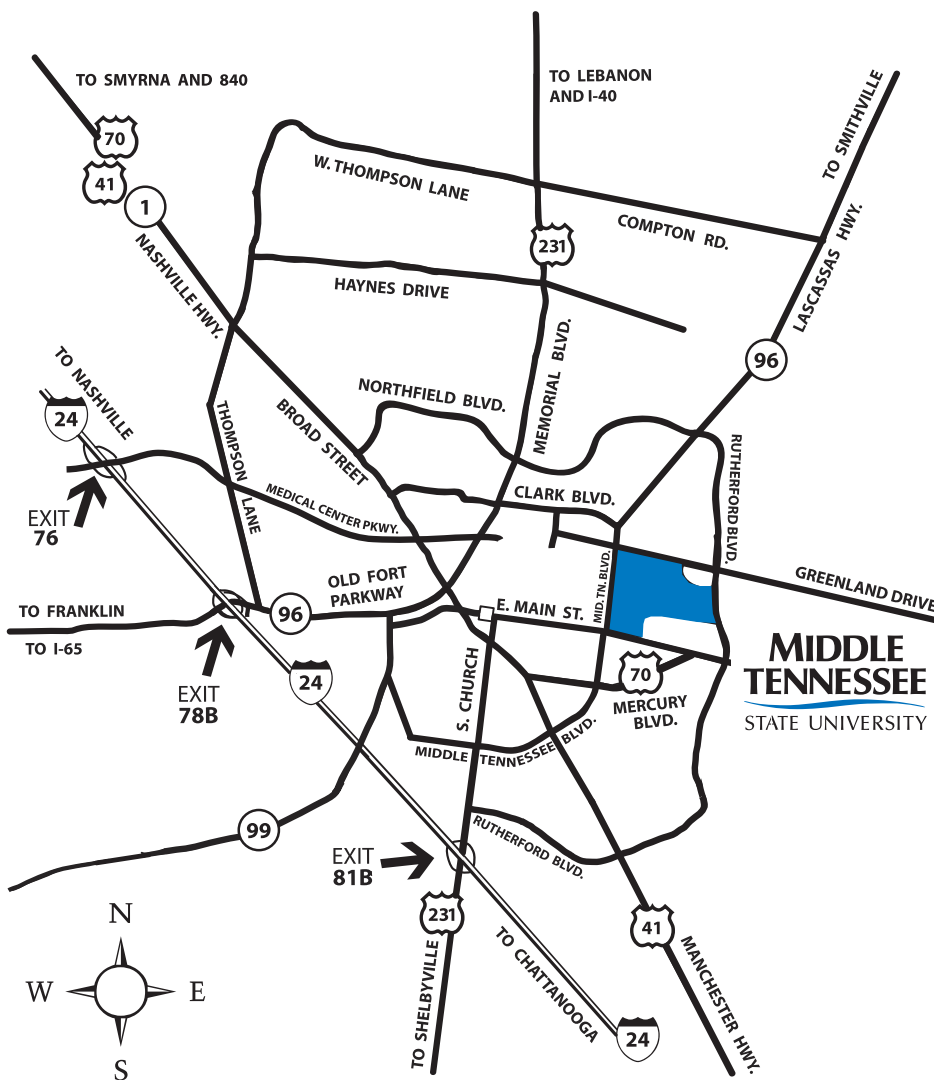 TO SMYRNA AND 840
TO LEBANON
AND I-40
TO SMITHVILLE
70
41
1
W. THOMPSON LANE
COMPTON RD.
LASCASSAS HWY.
231
NASHVILLE HWY.
HAYNES DRIVE
96
TO NASHVILLE
24
NORTHFIELD BLVD.
MEMORIAL BLVD.
THOMPSON LANE
BROAD STREET
RUTHERFORD BLVD.
CLARK BLVD.
MEDICAL CENTER PKWY.
EXIT
76
MID. TN. BLVD.
GREENLAND DRIVE
OLD FORT
PARKWAY
96
E. MAIN ST.
TO FRANKLIN
TO I-65
EXIT
78B
24
S. CHURCH
70
MERCURY
BLVD.
MIDDLE
TENNESSEE
STATE UNIVERSITY
MIDDLE TENNESSEE BLVD.
99
RUTHERFORD BLVD.
EXIT
81B
231
41
TO SHELBYVILLE
TO CHATTANOOGA
MANCHESTER HWY.
24
N
W
E
S